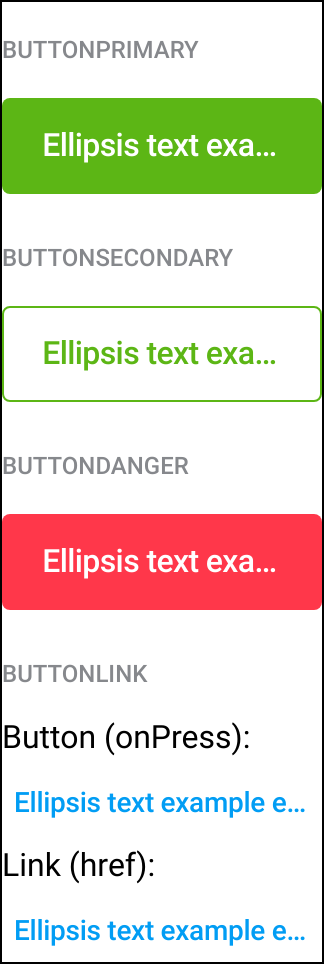 BUTTONPRIMARY
Ellipsis text exa...
BUTTONSECONDARY
Ellipsis text exa...
BUTTONDANGER
Ellipsis text exa...
BUTTONLINK
Button (onPress):
Ellipsis text example e...
Link (href):
Ellipsis text example e...